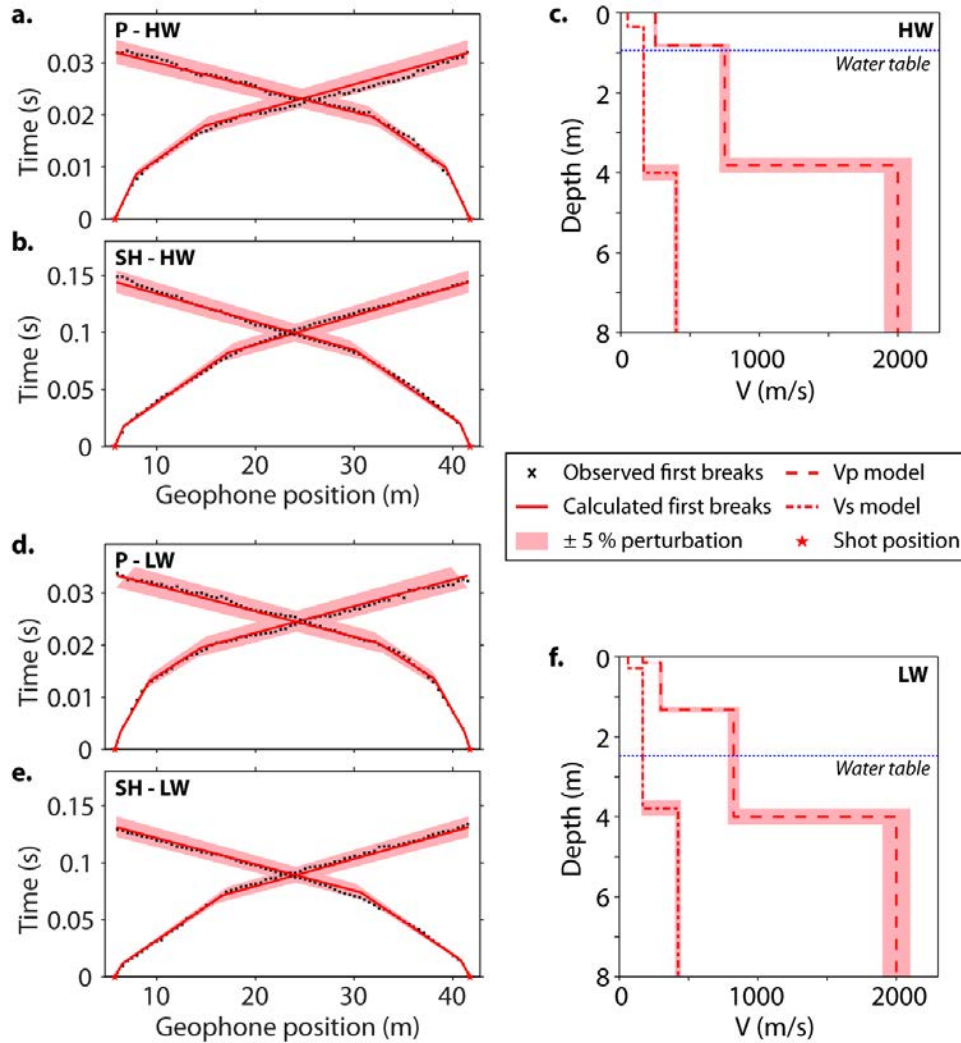 a.
P - HW
Time (s)
0.03
0.02
0.01
0
b.
SH - HW
Time (s)
0.15
0.1
0.05
0
10 20 30 40
Geophone position (m)
c.
HW
Water table
Depth (m)
0
2
4
6
8
0 1000 2000
V (m/s)
Observed first breaks
Vp model
Calculated first breaks
Vs model
± 5 % perturbation
Shot position
d.
P - LW
Time (s)
0.03
0.02
0.01
0
e.
SH - LW
Time (s)
0.15
0.1
0.05
0
10 20 30 40
Geophone position (m)
f.
LW
Water table
Depth (m)
0
2
4
6
8
0 1000 2000
V (m/s)